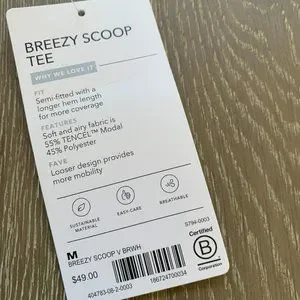 BREEZY SCOOP
TEE
WHY WE LOVE IT
FIT
Semi-fitted with a
longer hem length
for more coverage
FEATURES
Soft and airy fabric is
55% TENCEL™ Modal
45% Polyester
FAVE
Looser design provides
more mobility
SUSTAINABLE
MATERIAL
EASY-CARE
BREATHABLE
S794-0003
M
BREEZY SCOOP V BRWH
$49.00
404783-08-2-0003
186724700034
Certified
B
Corporation